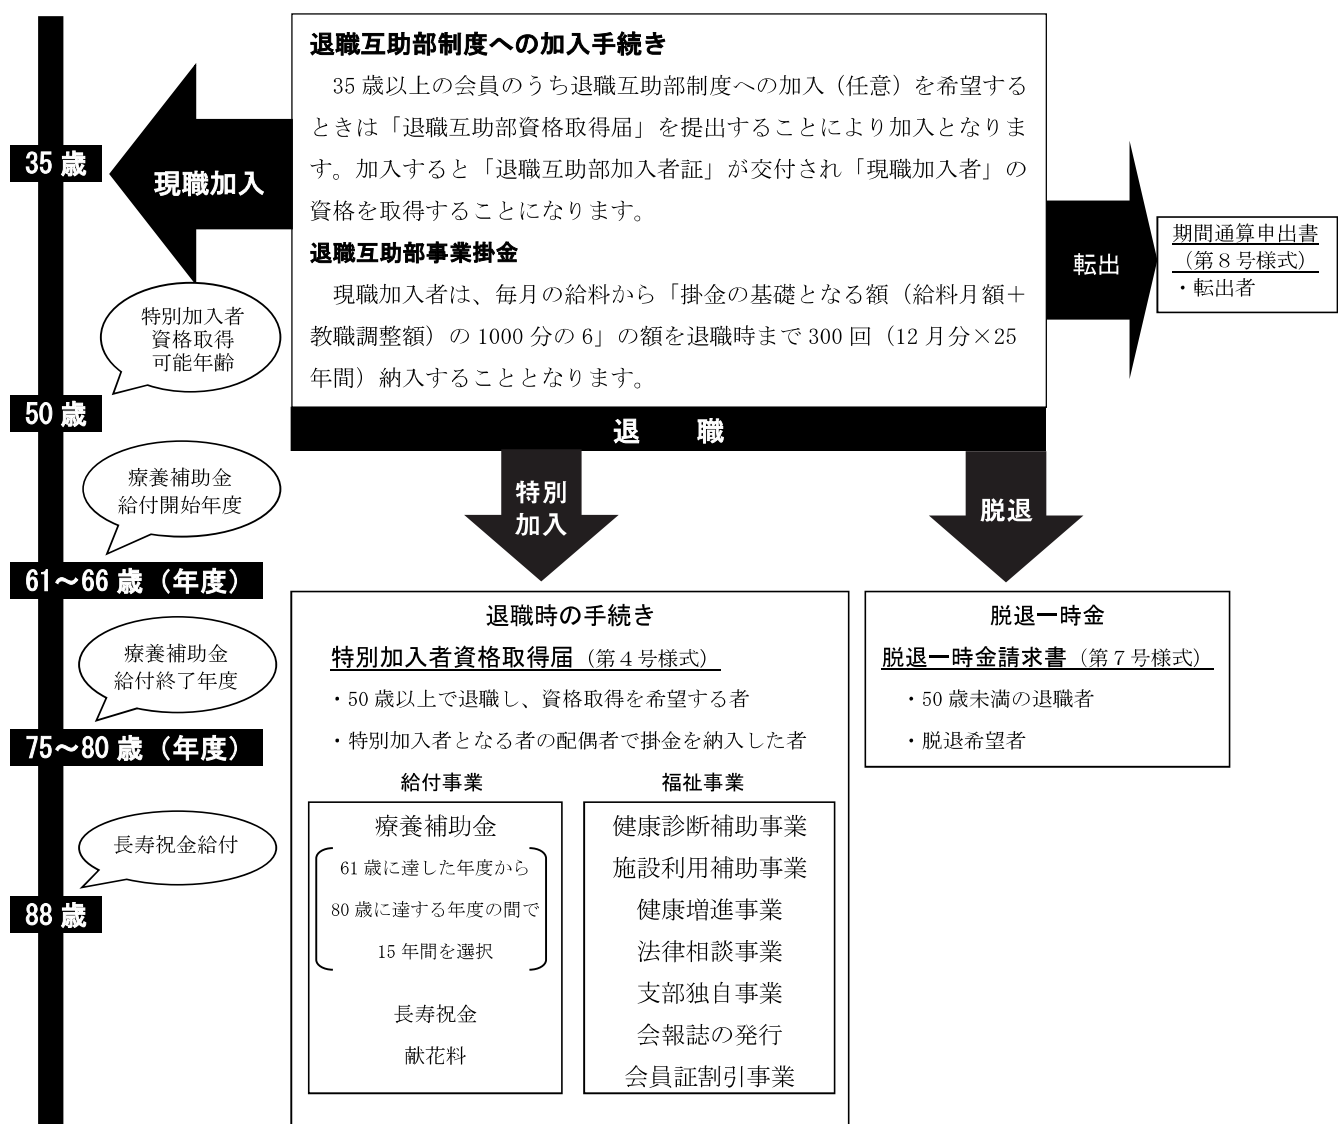 退職互助部制度への加入手続き
35歳以上の会員のうち退職互助部制度への加入（任意）を希望する
ときは「退職互助部資格取得届」を提出することにより加入となりま
す。加入すると「退職互助部加入者証」が交付され「現職加入者」の
資格を取得することになります。
退職互助部事業掛金
現職加入者は、毎月の給料から「掛金の基礎となる額（給料月額＋
教職調整額）の1000分の6」の額を退職時まで300回（12月分×25
年間）納入することとなります。
35歳
現職加入
転出
期間通算申出書
（第８号様式）
・転出者
特別加入者
資格取得
可能年齢
50歳
退　職
療養補助金
給付開始年度
特別
加入
脱退
61～66歳（年度）
療養補助金
給付終了年度
75～80歳（年度）
長寿祝金給付
88歳
退職時の手続き
特別加入者資格取得届（第４号様式）
・50歳以上で退職し、資格取得を希望する者
・特別加入者となる者の配偶者で掛金を納入した者
給付事業
療養補助金
61歳に達した年度から
80歳に達する年度の間で
15年間を選択
長寿祝金
献花料
福祉事業
健康診断補助事業
施設利用補助事業
健康増進事業
法律相談事業
支部独自事業
会報誌の発行
会員証割引事業
脱退一時金
脱退一時金請求書（第７号様式）
・50歳未満の退職者
・脱退希望者